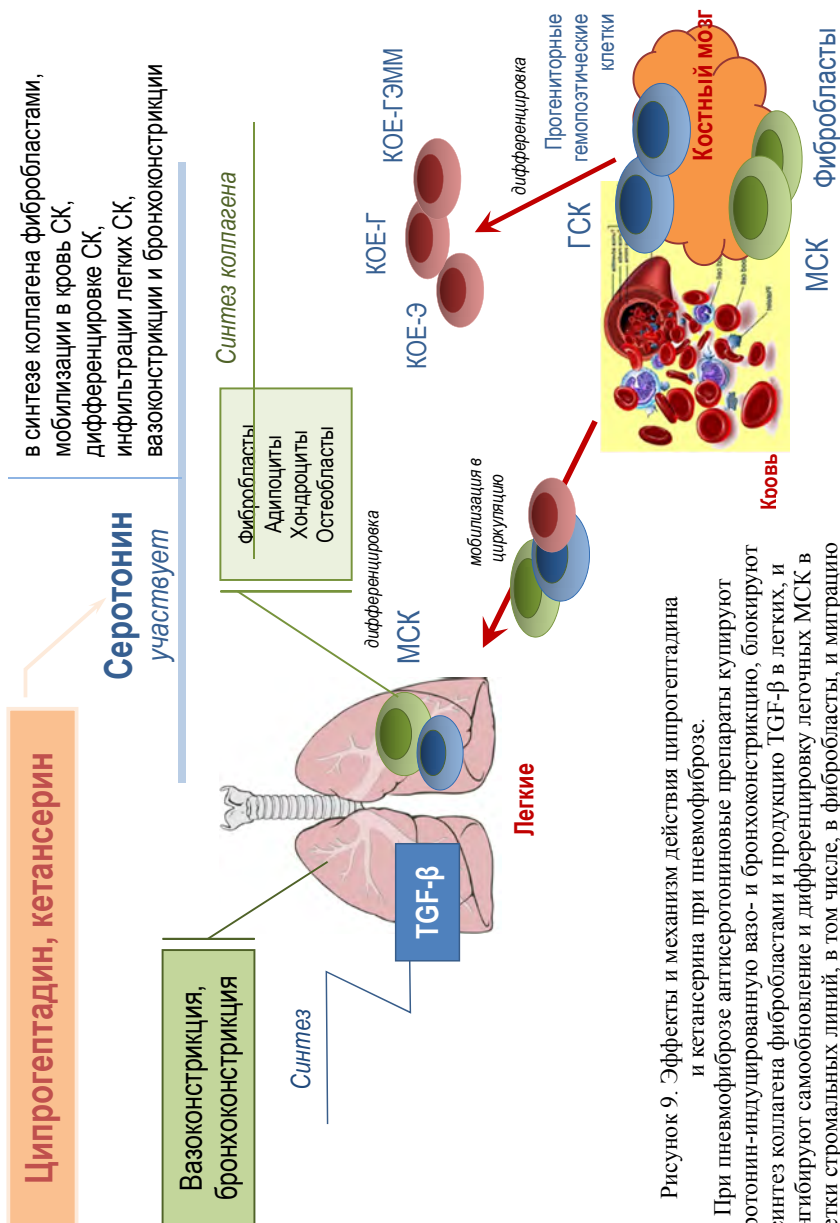 Ципрогептадин, кетансерин
Серотонин
участвует
в синтезе коллагена фибробластами,
мобилизации в кровь СК,
дифференцировке СК,
инфильтрации легких СК,
вазоконстрикции и бронхоконстрикции
Вазоконстрикция,
бронхоконстрикция
Синтез
TGF-β
Легкие
МСК
дифференцировка
Фибробласты
Адипоциты
Хондроциты
Остеобласты
Синтез коллагена
мобилизация в
циркуляцию
КОЕ-Э
КОЕ-Г
КОЕ-ГЭММ
дифференцировка
Прогениторные
гемопоэтические
клетки
ГСК
Костный мозг
Кровь
МСК
Фибробласты
Рисунок 9. Эффекты и механизм действия ципрогептадина
и кетансерина при пневмофиброзе.
При пневмофиброзе антисеротониновые препараты купируют
ротонин-индуцированную вазо- и бронхоконстрикцию, блокируют
синтез коллагена фибробластами и продукцию TGF-β в легких, и
нгибируют самообновление и дифференцировку легочных МСК в
етки стромальных линий, в том числе, в фибробласты, и миграцию